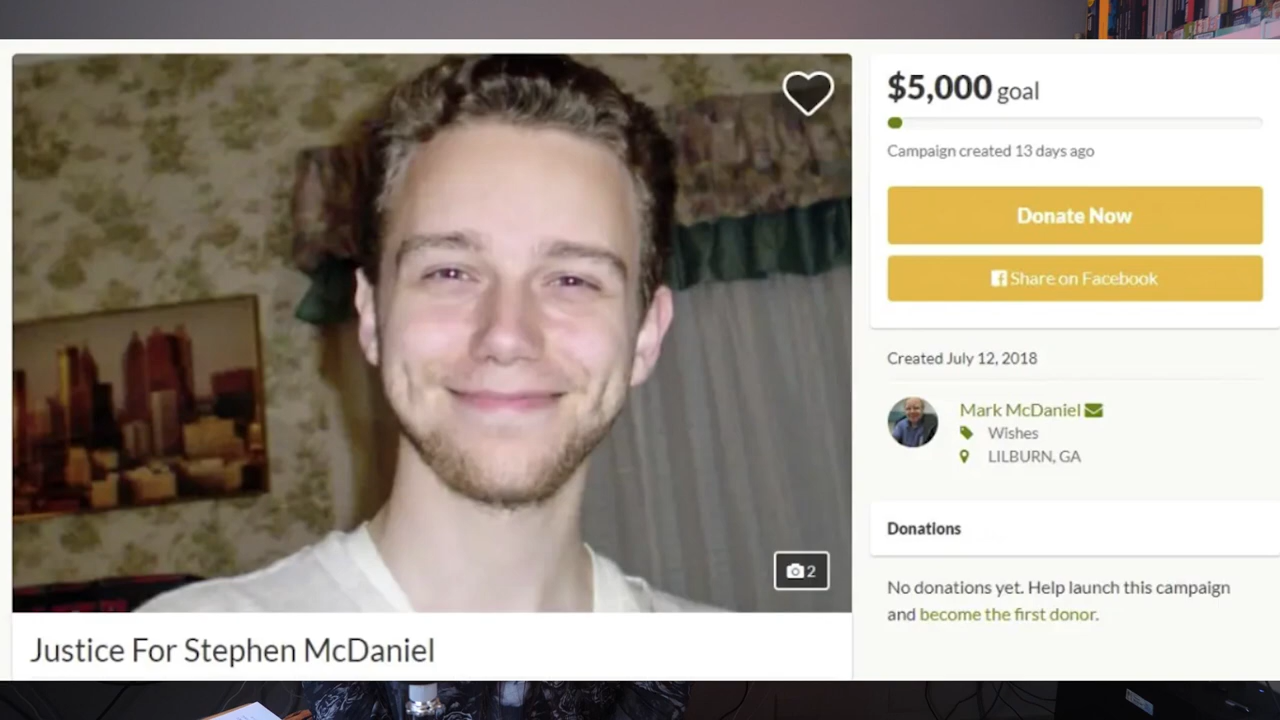 $5,000 goal
Campaign created 13 days ago
Donate Now
Share on Facebook
Created July 12, 2018
Mark McDaniel
Wishes
LILBURN, GA
Donations
No donations yet. Help launch this campaign
and become the first donor.
2
Justice For Stephen McDaniel